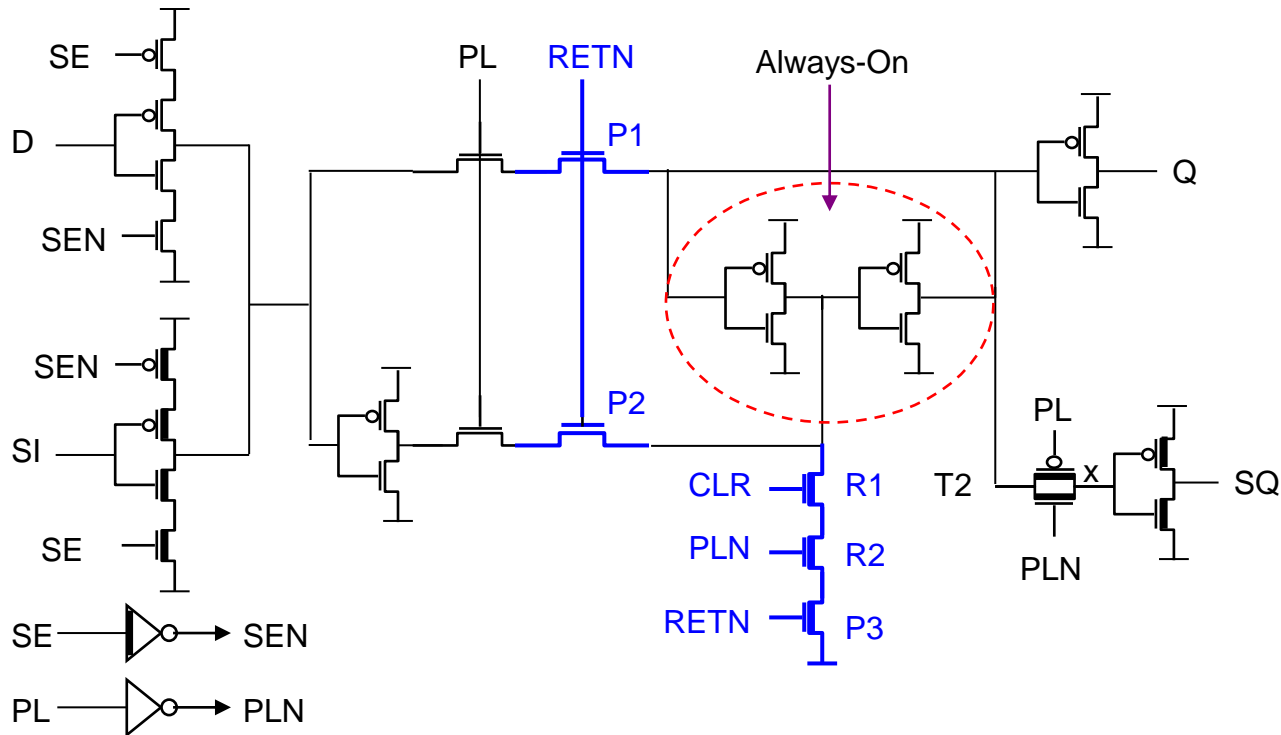 SE
PL
RETN
Always-On
D
P1
Q
SEN
SEN
P2
PL
SI
CLR
R1
T2
x
SQ
SE
PLN
R2
PLN
RETN
P3
SE
SEN
PL
PLN